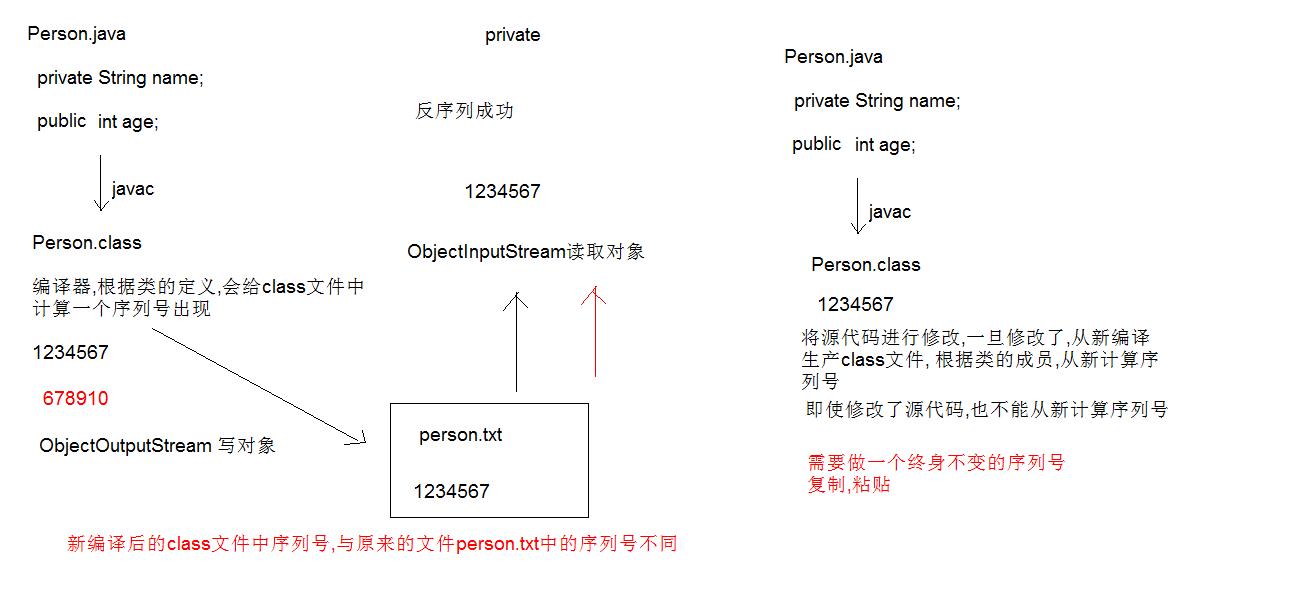 Person.java
private String name;
public int age;
javac
Person.class
编译器,根据类的定义,会给class文件中
计算一个序列号出现
1234567
678910
ObjectOutputStream 写对象
private
反序列成功
1234567
ObjectInputStream读取对象
person.txt
1234567
新编译后的class文件中序列号,与原来的文件person.txt中的序列号不同
Person.java
private String name;
public int age;
javac
Person.class
1234567
将源代码进行修改,一旦修改了,从新编译
生产class文件, 根据类的成员,从新计算序
列号
即使修改了源代码,也不能从新计算序列号
需要做一个终身不变的序列号
复制,粘贴